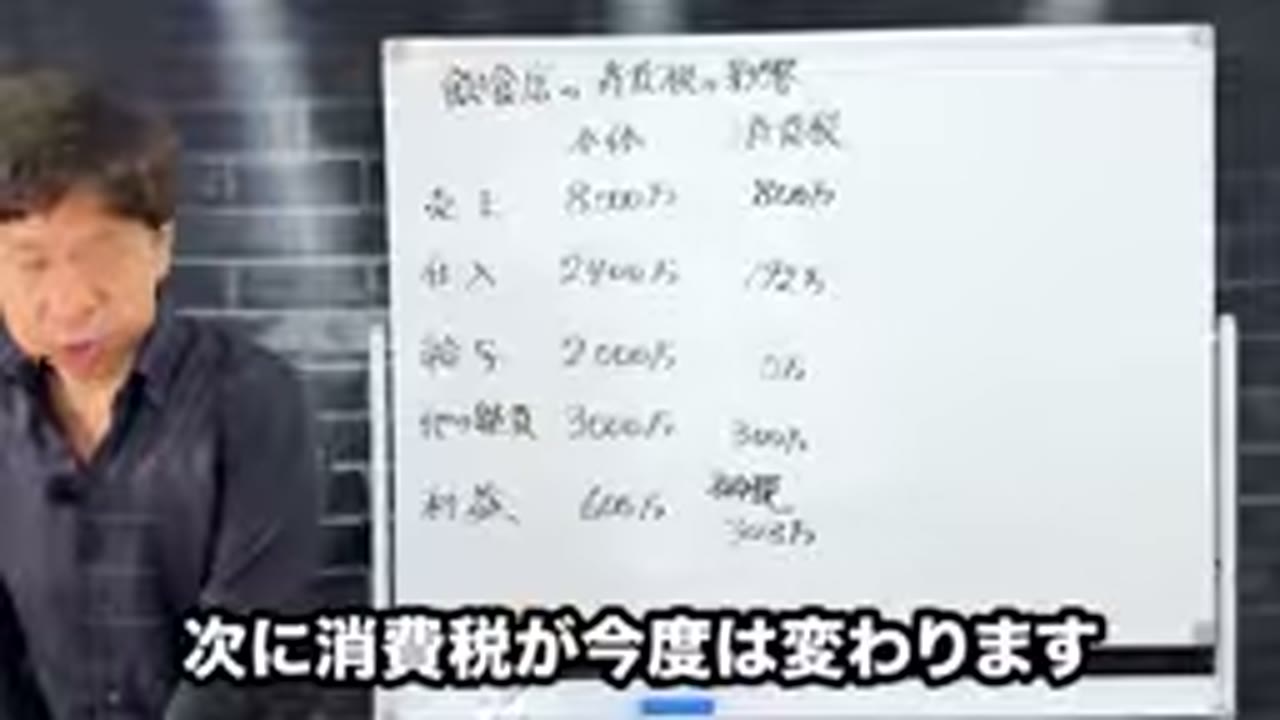 飲食店の消費税の影響
本体 消費税
売上 8000万 800万
仕入 2400万 192万
給与 2000万 0万
他の経費 3000万 300万
利益 600万 納税
308万
次に消費税が今度は変わります